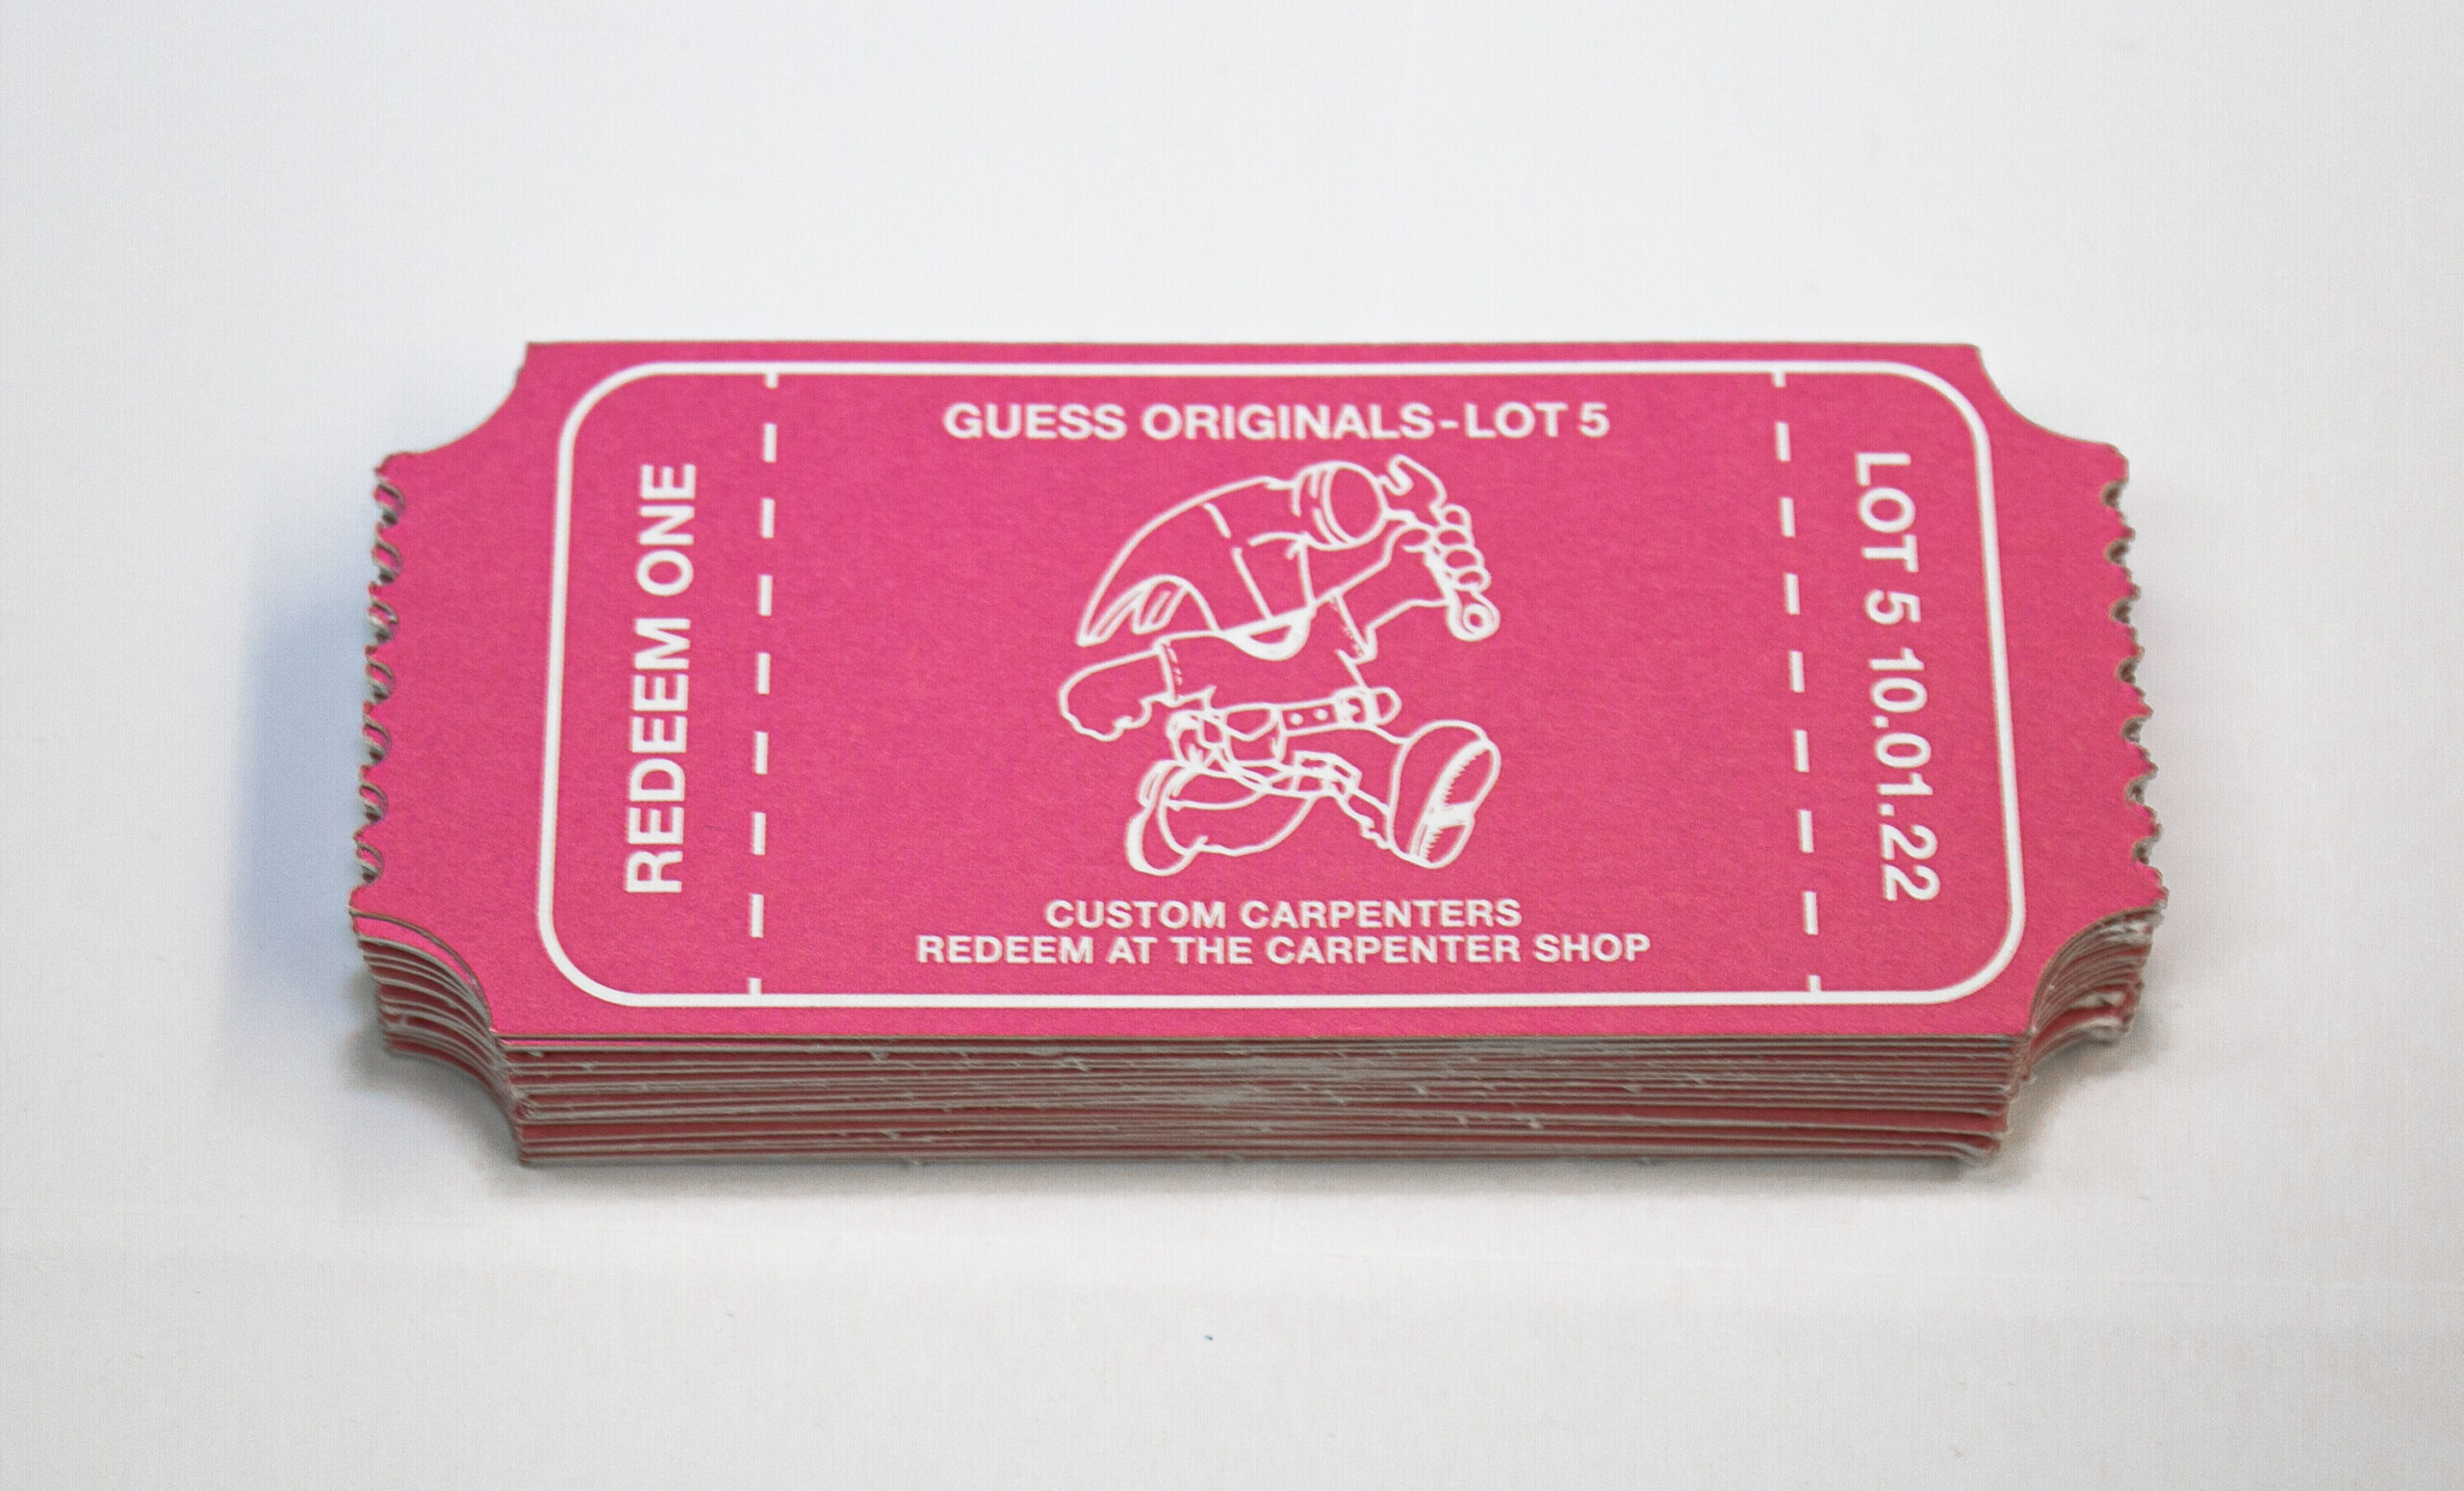 REDEEM ONE
GUESS ORIGINALS-LOT 5
CUSTOM CARPENTERS
REDEEM AT THE CARPENTER SHOP
LOT 5 10.01.22